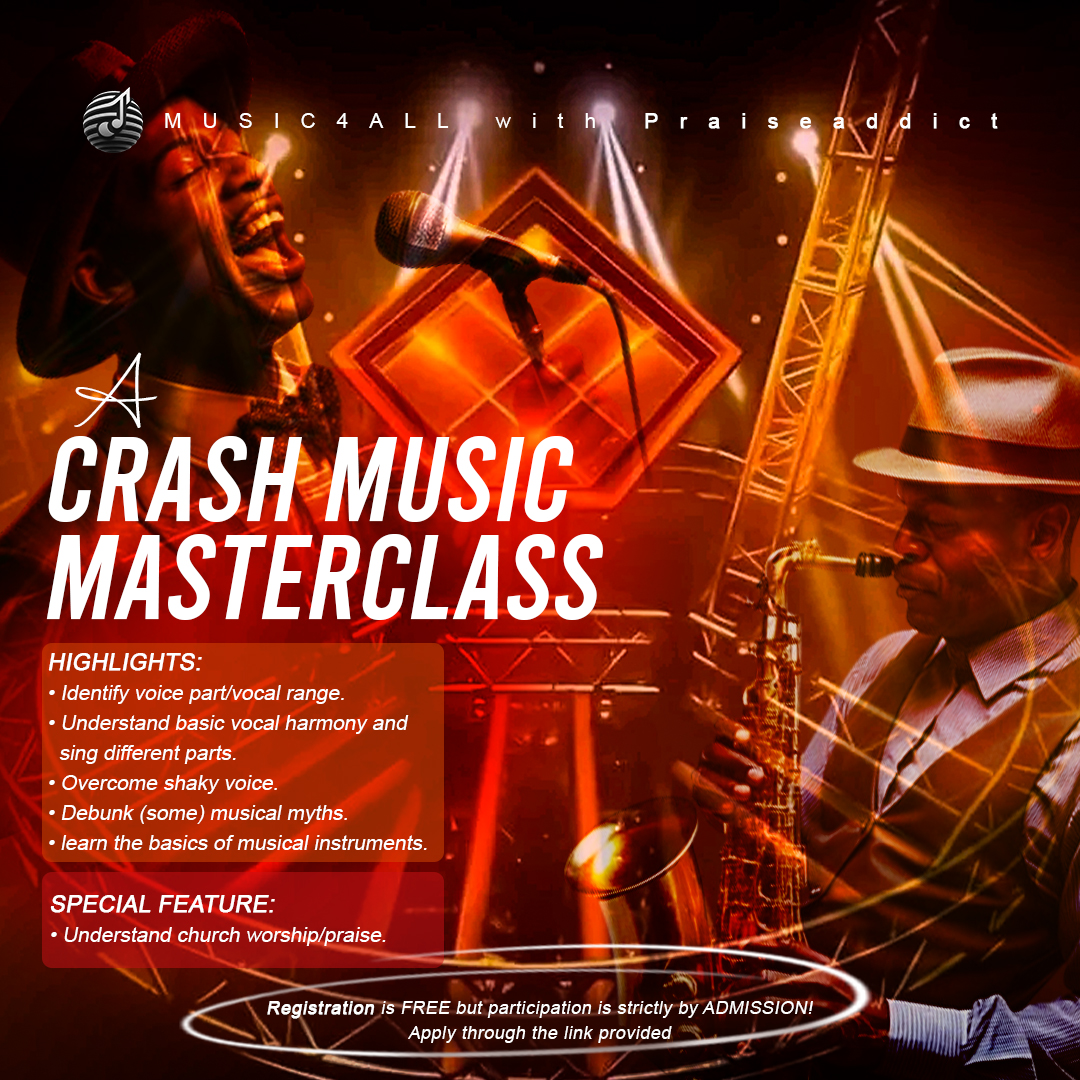 MUSIC4ALL with Praiseaddict
A
CRASH MUSIC
MASTERCLASS
HIGHLIGHTS:
• Identify voice part/vocal range.
• Understand basic vocal harmony and
sing different parts.
• Overcome shaky voice.
• Debunk (some) musical myths.
• learn the basics of musical instruments.
SPECIAL FEATURE:
• Understand church worship/praise.
Registration is FREE but participation is strictly by ADMISSION!
Apply through the link provided